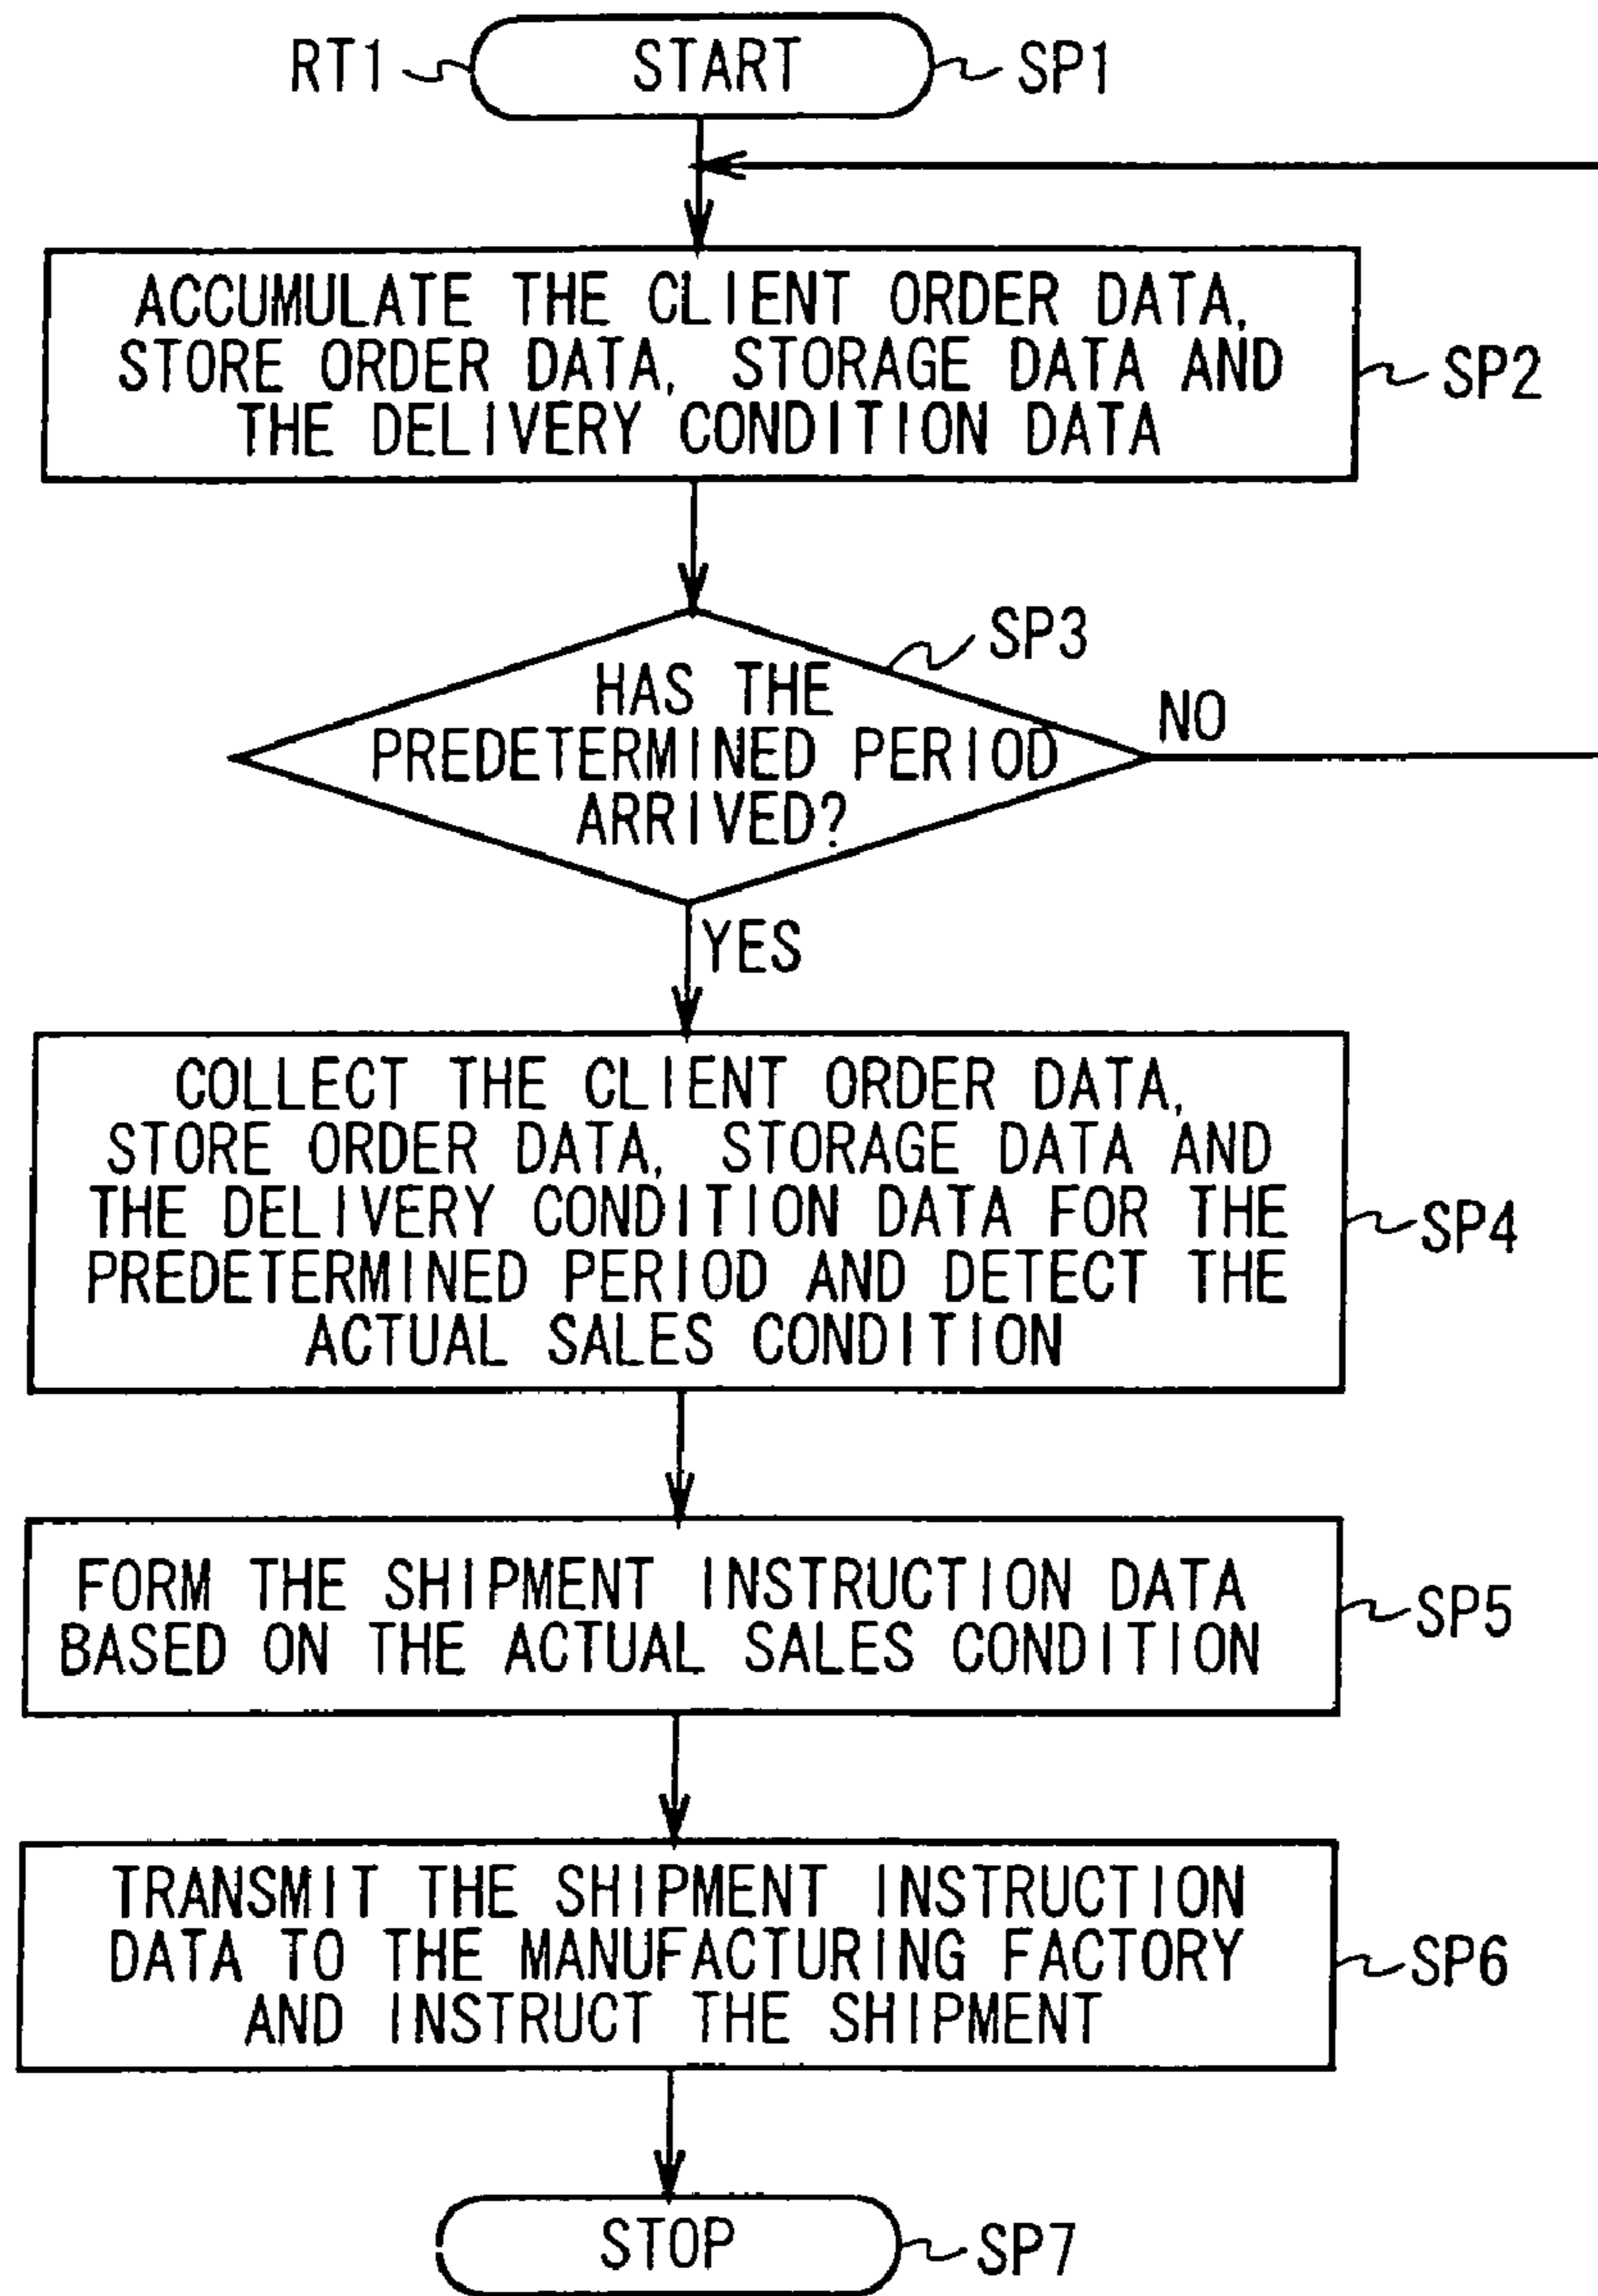 RT1 START SP1
ACCUMULATE THE CLIENT ORDER DATA,
STORE ORDER DATA, STORAGE DATA AND
THE DELIVERY CONDITION DATA
SP2
SP3
HAS THE
PREDETERMINED PERIOD
ARRIVED?
NO
YES
COLLECT THE CLIENT ORDER DATA,
STORE ORDER DATA, STORAGE DATA AND
THE DELIVERY CONDITION DATA FOR THE
PREDETERMINED PERIOD AND DETECT THE
ACTUAL SALES CONDITION
SP4
FORM THE SHIPMENT INSTRUCTION DATA
BASED ON THE ACTUAL SALES CONDITION
SP5
TRANSMIT THE SHIPMENT INSTRUCTION
DATA TO THE MANUFACTURING FACTORY
AND INSTRUCT THE SHIPMENT
SP6
STOP SP7